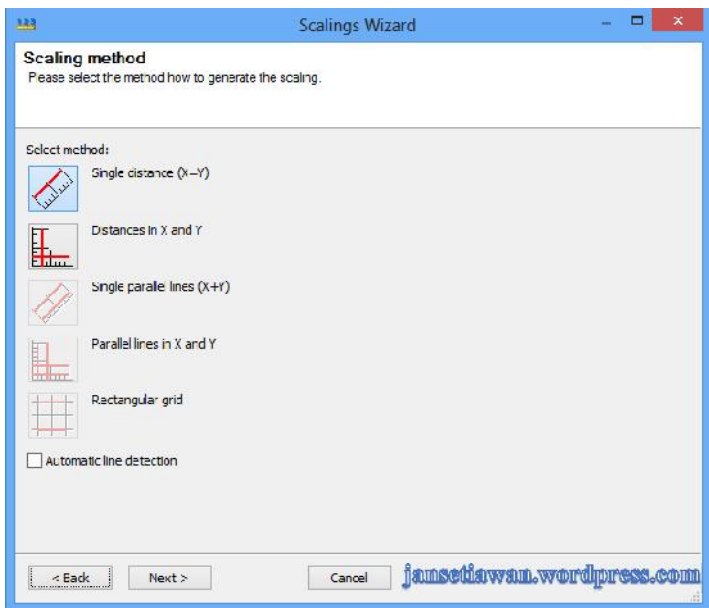 123
Scalings Wizard
Scaling method
Please select the method how to generate the scaling.
Select method:
Single distance (X=Y)
Distances in X and Y
Single parallel lines (X+Y)
Parallel lines in X and Y
Rectangular grid
Automatic line detection
< Back
Next >
Cancel
jansetiawan.wordpress.com